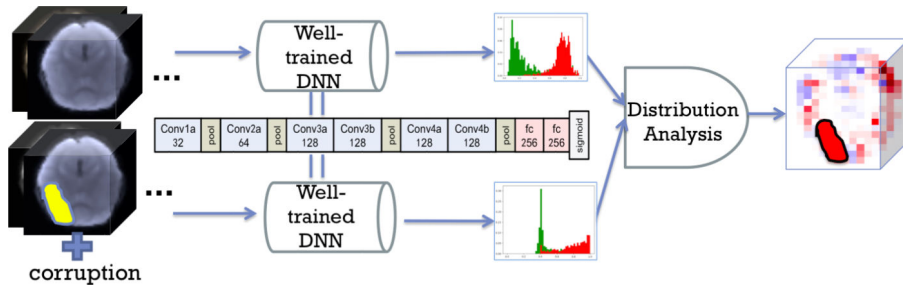 ...
Well-
trained
DNN
Conv1a
32
pool
Conv2a
64
pool
Conv3a
128
Conv3b
128
pool
Conv4a
128
Conv4b
128
pool
fc
256
fc
256
sigmoid
Distribution
Analysis
...
Well-
trained
DNN
corruption